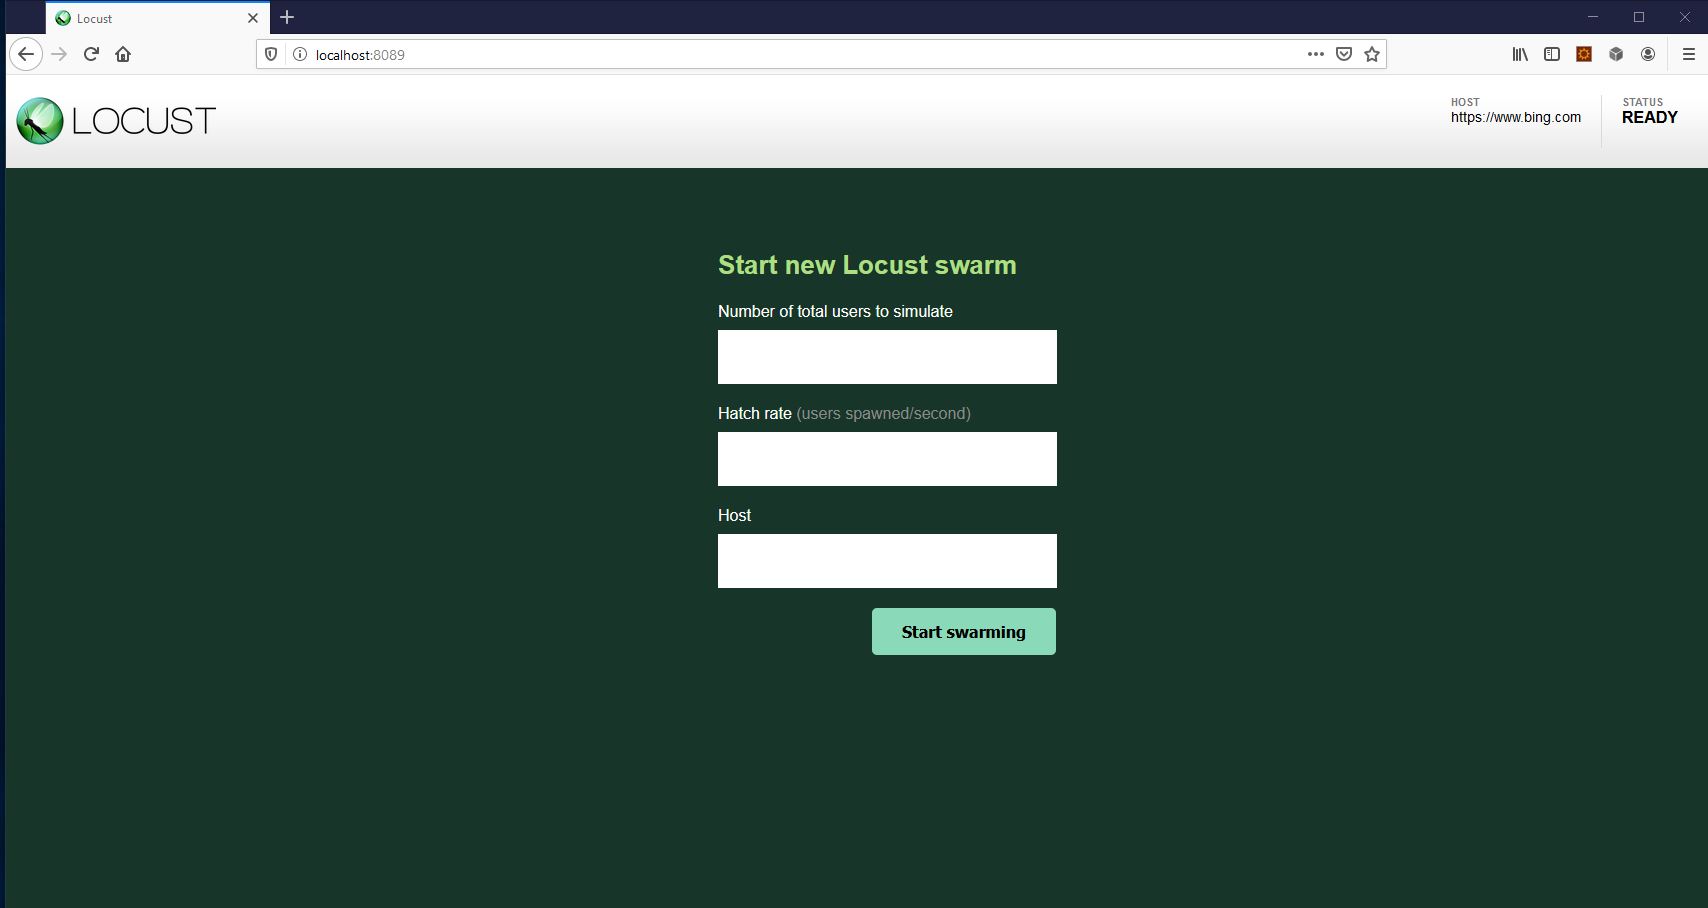 Locust
localhost:8089
LOCUST
HOST
https://www.bing.com
STATUS
READY
Start new Locust swarm
Number of total users to simulate
Hatch rate (users spawned/second)
Host
Start swarming